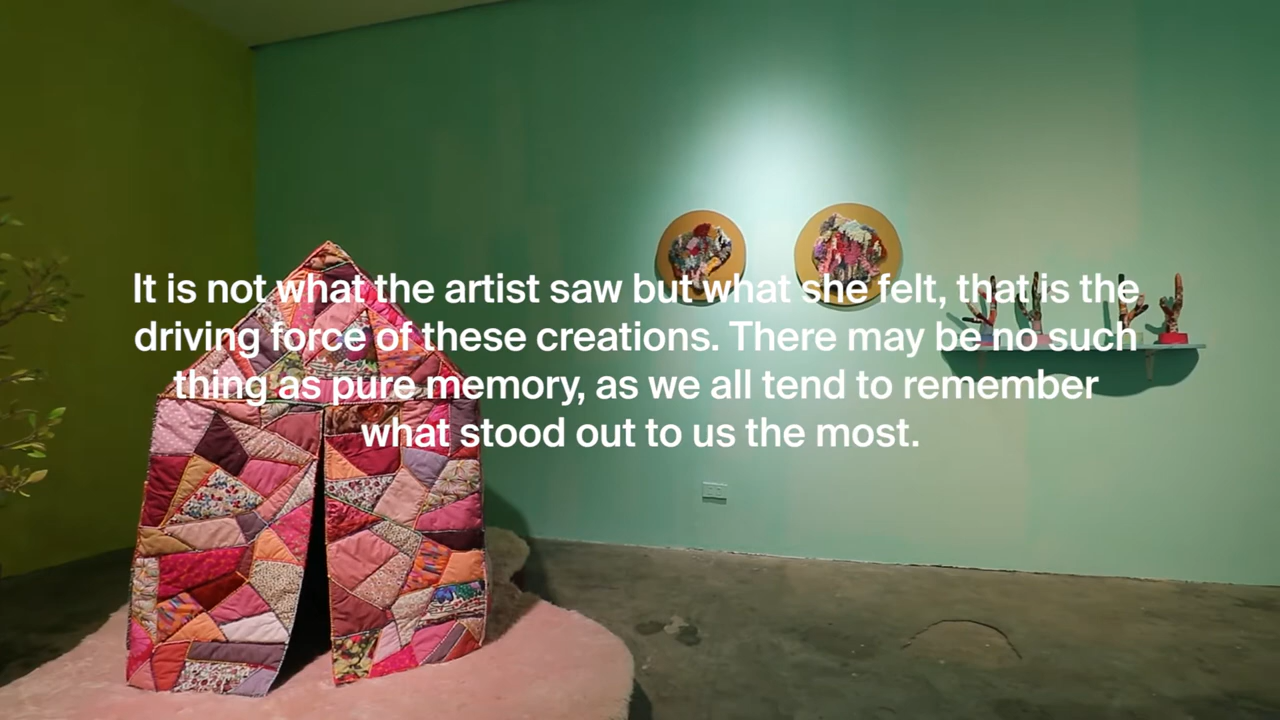 It is not what the artist saw but what she felt, that is the
driving force of these creations. There may be no such
thing as pure memory, as we all tend to remember
what stood out to us the most.